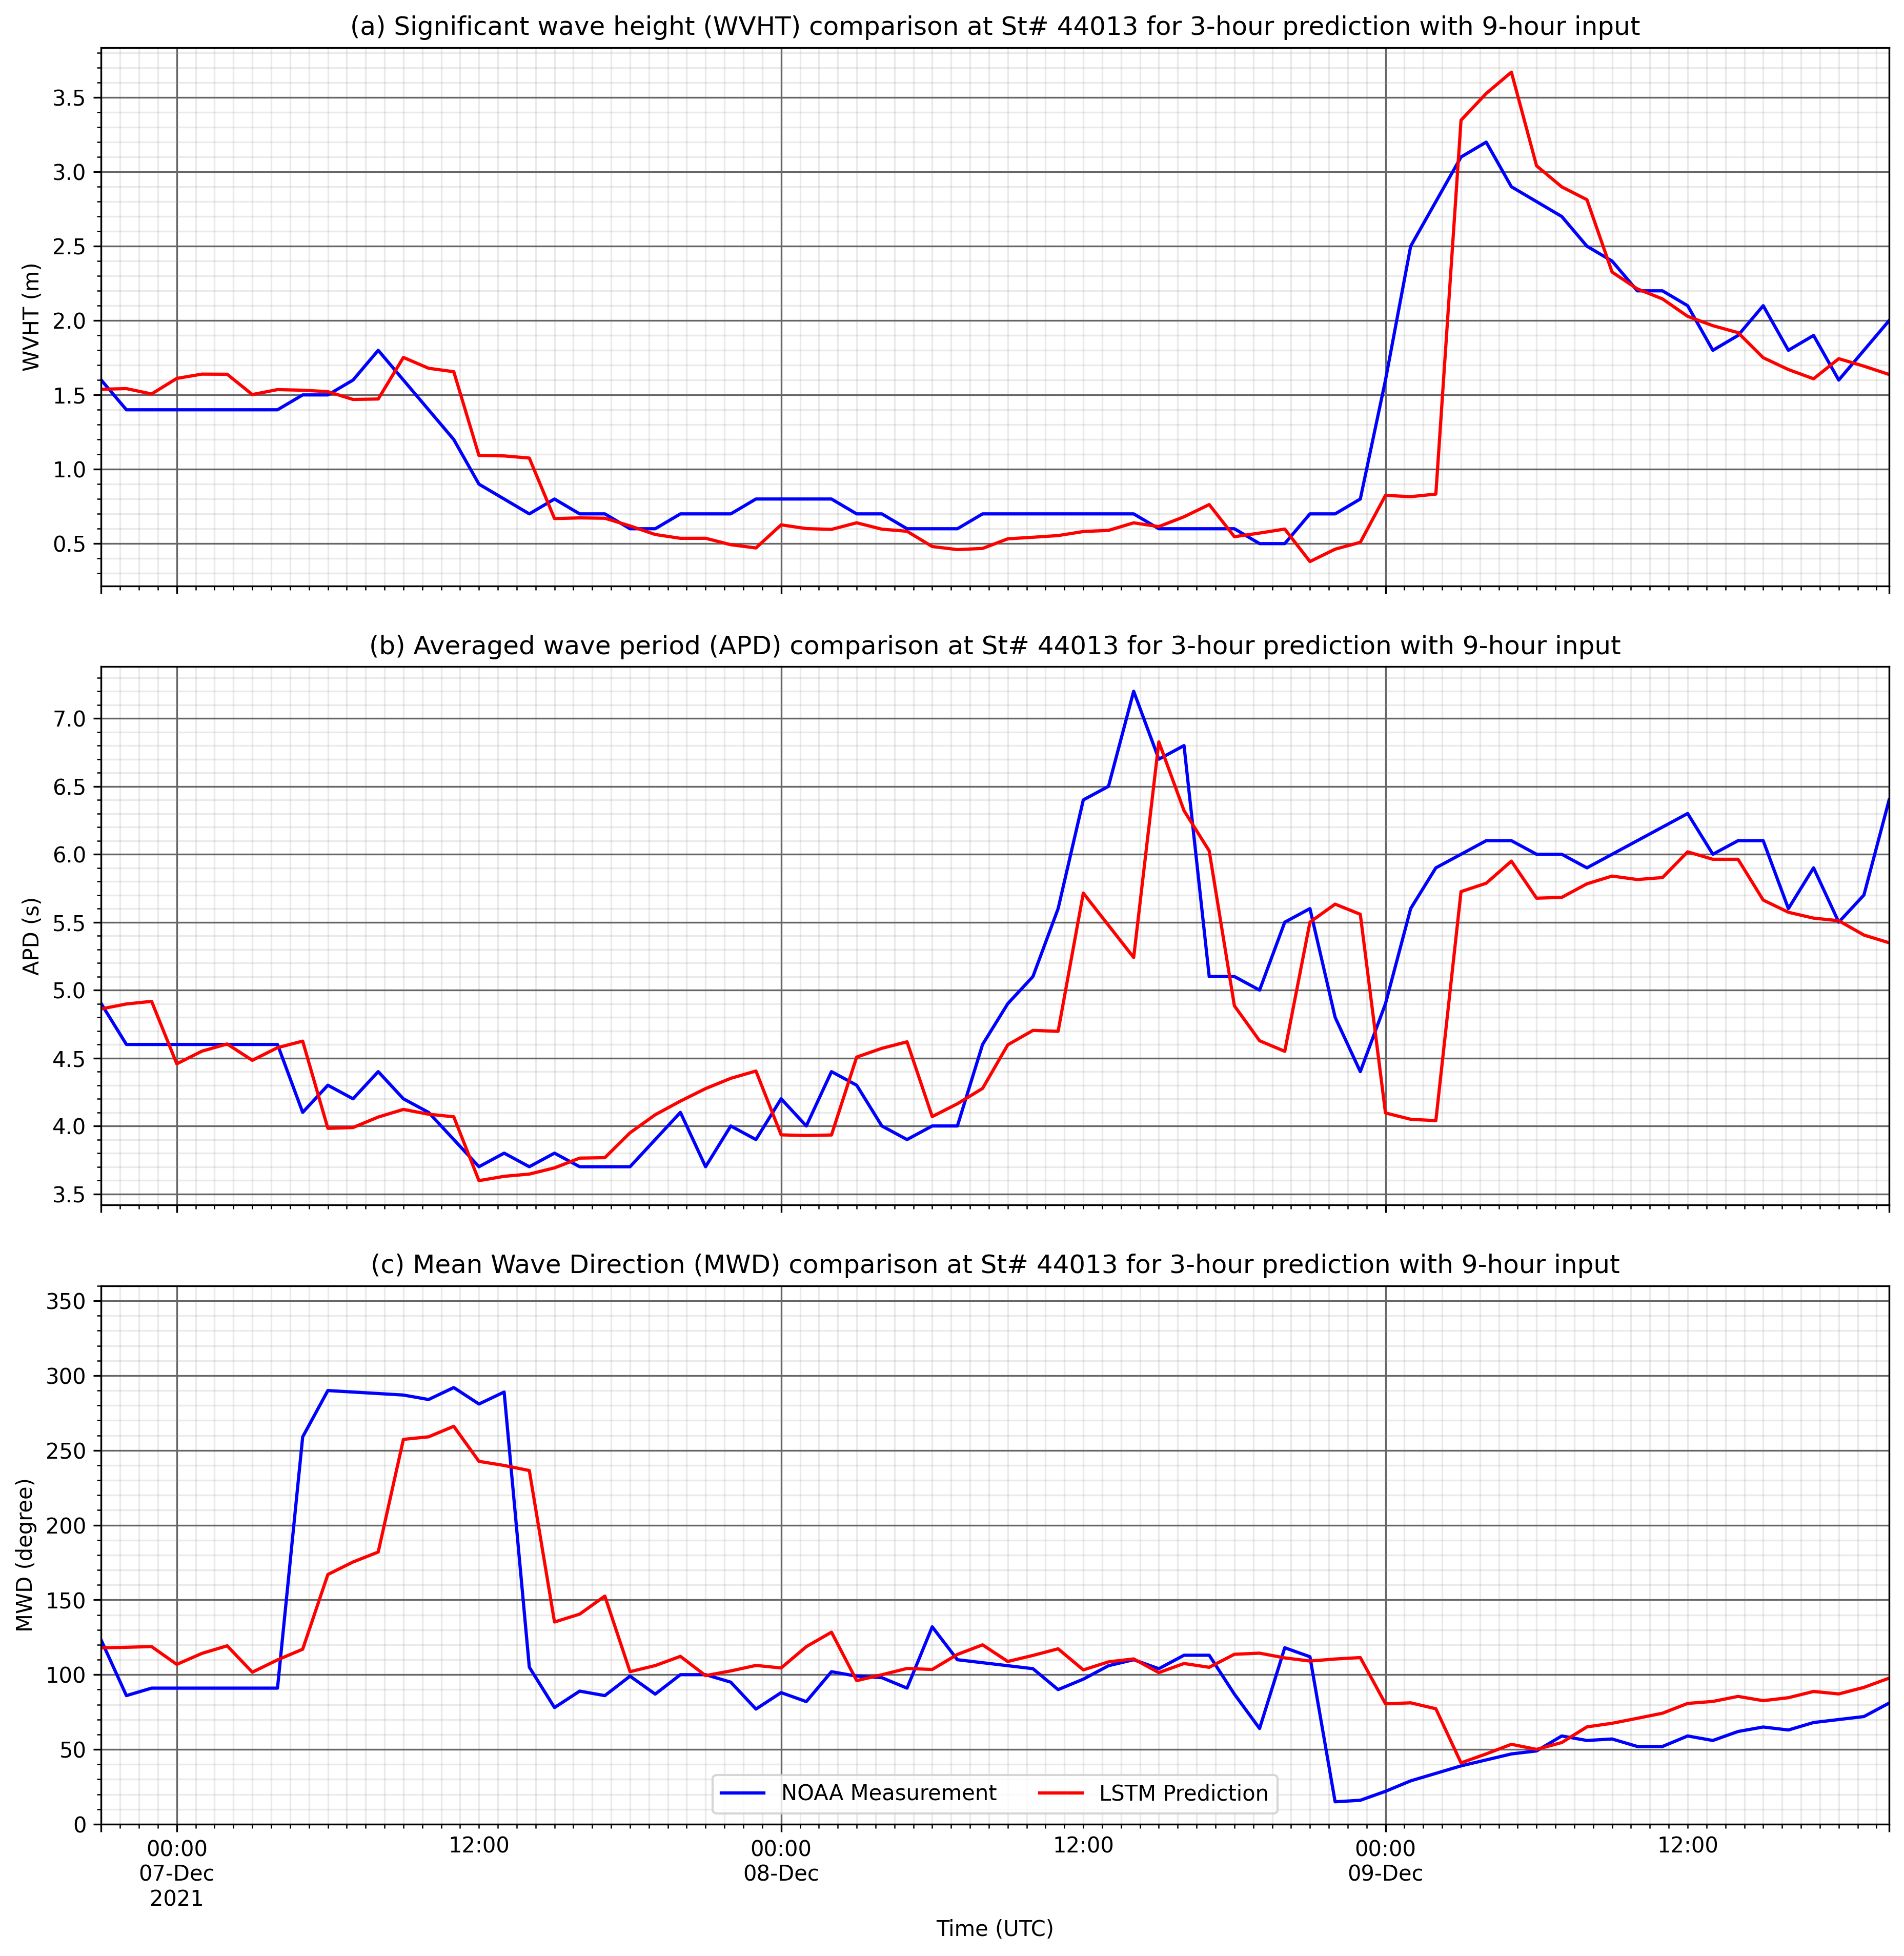 (a) Significant wave height (WVHT) comparison at St# 44013 for 3-hour prediction with 9-hour input
3.5
3.0
2.5
2.0
1.5
1.0
0.5
WVHT (m)
(b) Averaged wave period (APD) comparison at St# 44013 for 3-hour prediction with 9-hour input
7.0
6.5
6.0
5.5
5.0
4.5
4.0
3.5
APD (s)
(c) Mean Wave Direction (MWD) comparison at St# 44013 for 3-hour prediction with 9-hour input
350
300
250
200
150
100
50
0
MWD (degree)
NOAA Measurement LSTM Prediction
00:00 12:00 00:00 12:00 00:00 12:00
07-Dec 08-Dec 09-Dec
2021
Time (UTC)